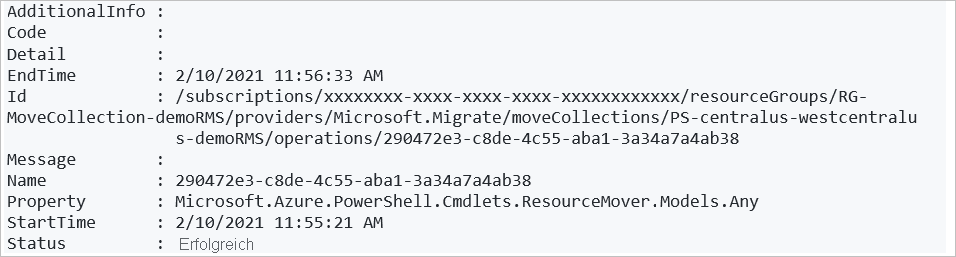 AdditionalInfo :
Code :
Detail :
EndTime : 2/10/2021 11:56:33 AM
Id : /subscriptions/xxxxxxxx-xxxx-xxxx-xxxx-xxxxxxxxxxxx/resourceGroups/RG-
MoveCollection-demoRMS/providers/Microsoft.Migrate/moveCollections/PS-centralus-westcentralu
s-demoRMS/operations/290472e3-c8de-4c55-aba1-3a34a7a4ab38
Message :
Name : 290472e3-c8de-4c55-aba1-3a34a7a4ab38
Property : Microsoft.Azure.PowerShell.Cmdlets.ResourceMover.Models.Any
StartTime : 2/10/2021 11:55:21 AM
Status : Erfolgreich